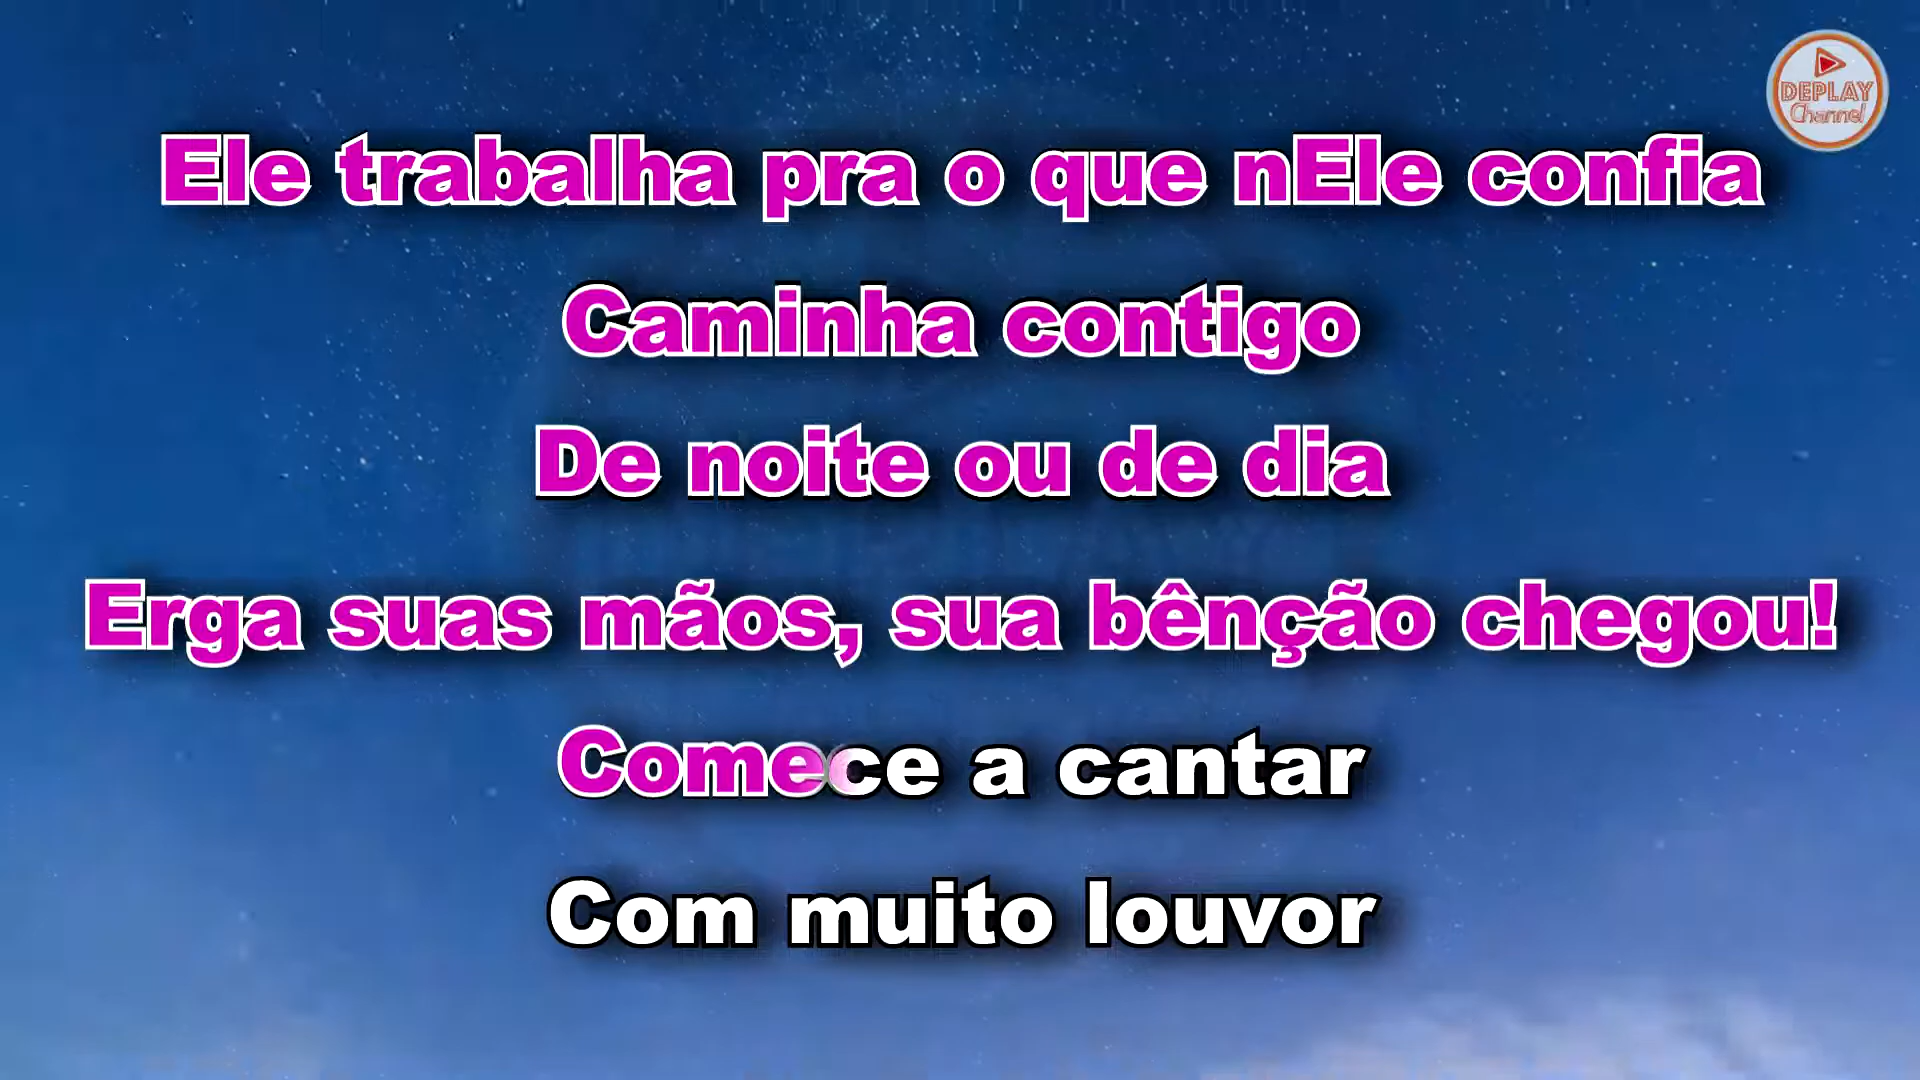 DEPLAY
Channel
Ele trabalha pra o que nEle confia
Caminha contigo
De noite ou de dia
Erga suas mãos, sua bênção chegou!
Comece a cantar
Com muito louvor